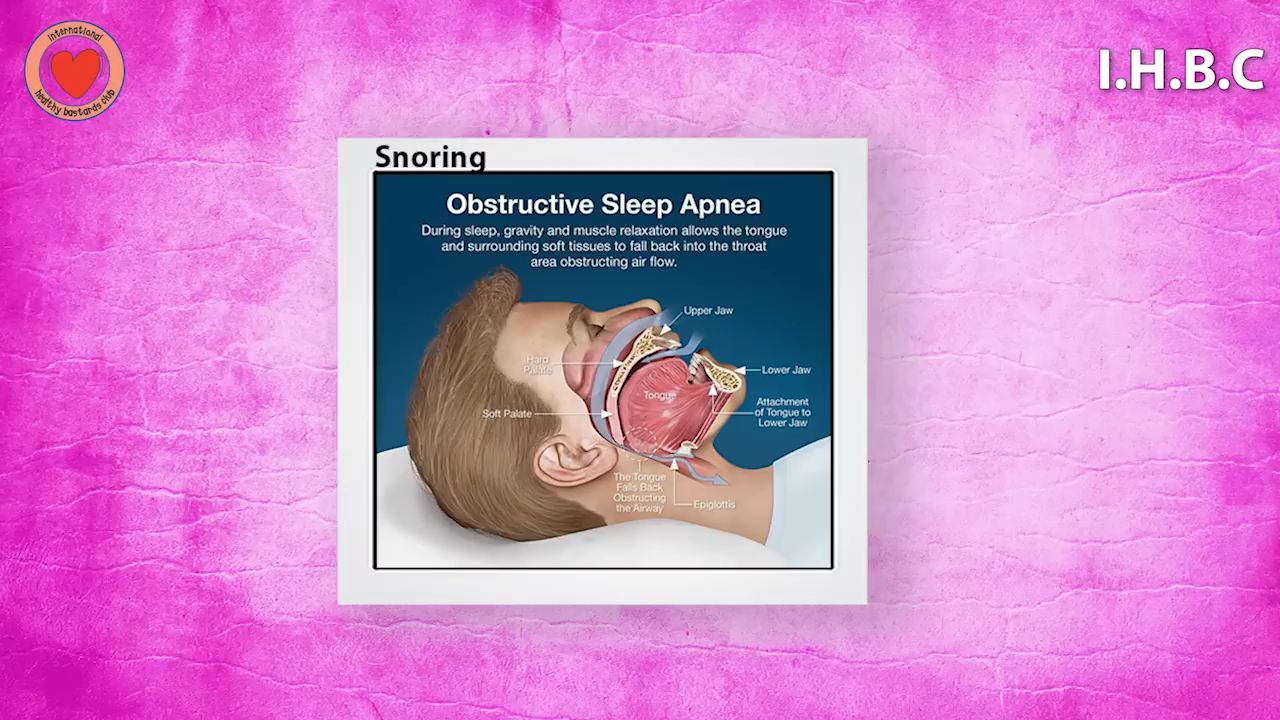 international
healthy bastards club
I.H.B.C
Snoring
Obstructive Sleep Apnea
During sleep, gravity and muscle relaxation allows the tongue
and surrounding soft tissues to fall back into the throat
area obstructing air flow.
Upper Jaw
Hard
Palate
Lower Jaw
Tongue
Attachment
of Tongue to
Lower Jaw
Soft Palate
The Tongue
Falls Back
Obstructing
the Airway
Epiglottis